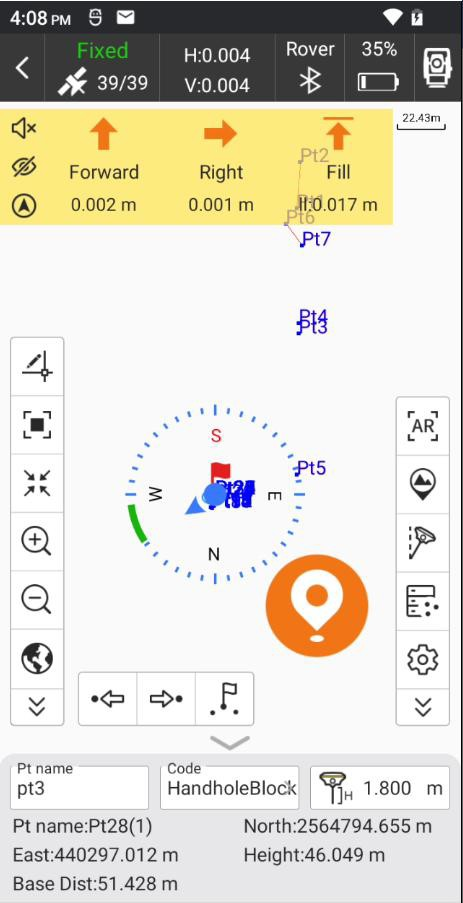 4:08 PM
Fixed
39/39
H:0.004
V:0.004
Rover
35%
22.43m
Forward
Right
Fill
0.002 m
0.001 m
II:0.017 m
Pt2
Pt6
Pt7
Pt4
Pt3
Pt5
S
W
E
N
AR
Pt name
pt3
Code
HandholeBlock
H
1.800 m
Pt name:Pt28(1)
North:2564794.655 m
East:440297.012 m
Height:46.049 m
Base Dist:51.428 m